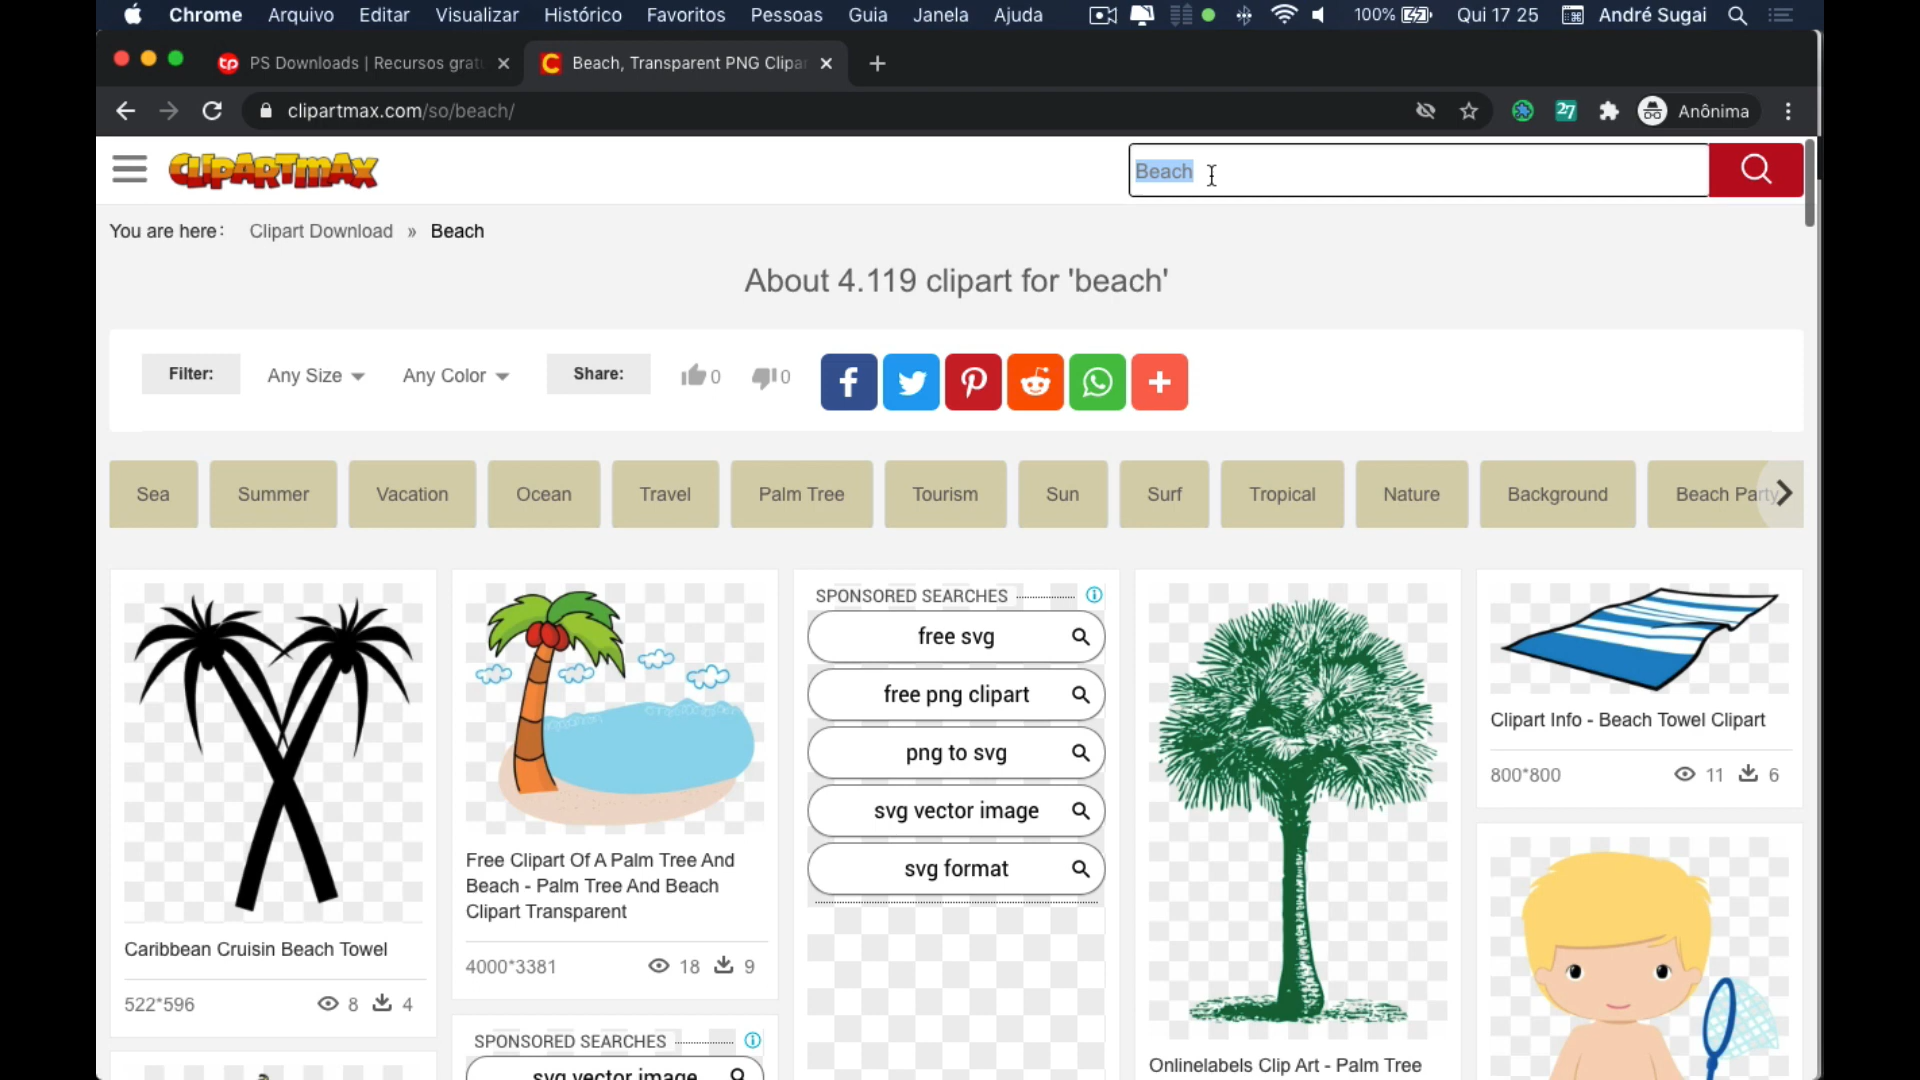 Chrome Arquivo Editar Visualizar Histórico Favoritos Pessoas Guia Janela Ajuda 100% Qui 17 25 André Sugai
tp PS Downloads | Recursos grat C Beach, Transparent PNG Clipar
clipartmax.com/so/beach/ 27 Anônima
CLIPARTMAX Beach
You are here: Clipart Download » Beach
About 4.119 clipart for 'beach'
Filter: Any Size Any Color Share: 0 0
Sea Summer Vacation Ocean Travel Palm Tree Tourism Sun Surf Tropical Nature Background Beach Party
Caribbean Cruisin Beach Towel
522*596 8 4
Free Clipart Of A Palm Tree And
Beach - Palm Tree And Beach
Clipart Transparent
4000*3381 18 9
SPONSORED SEARCHES
svg vector image
SPONSORED SEARCHES
free svg
free png clipart
png to svg
svg vector image
svg format
Onlinelabels Clip Art - Palm Tree
Clipart Info - Beach Towel Clipart
800*800 11 6